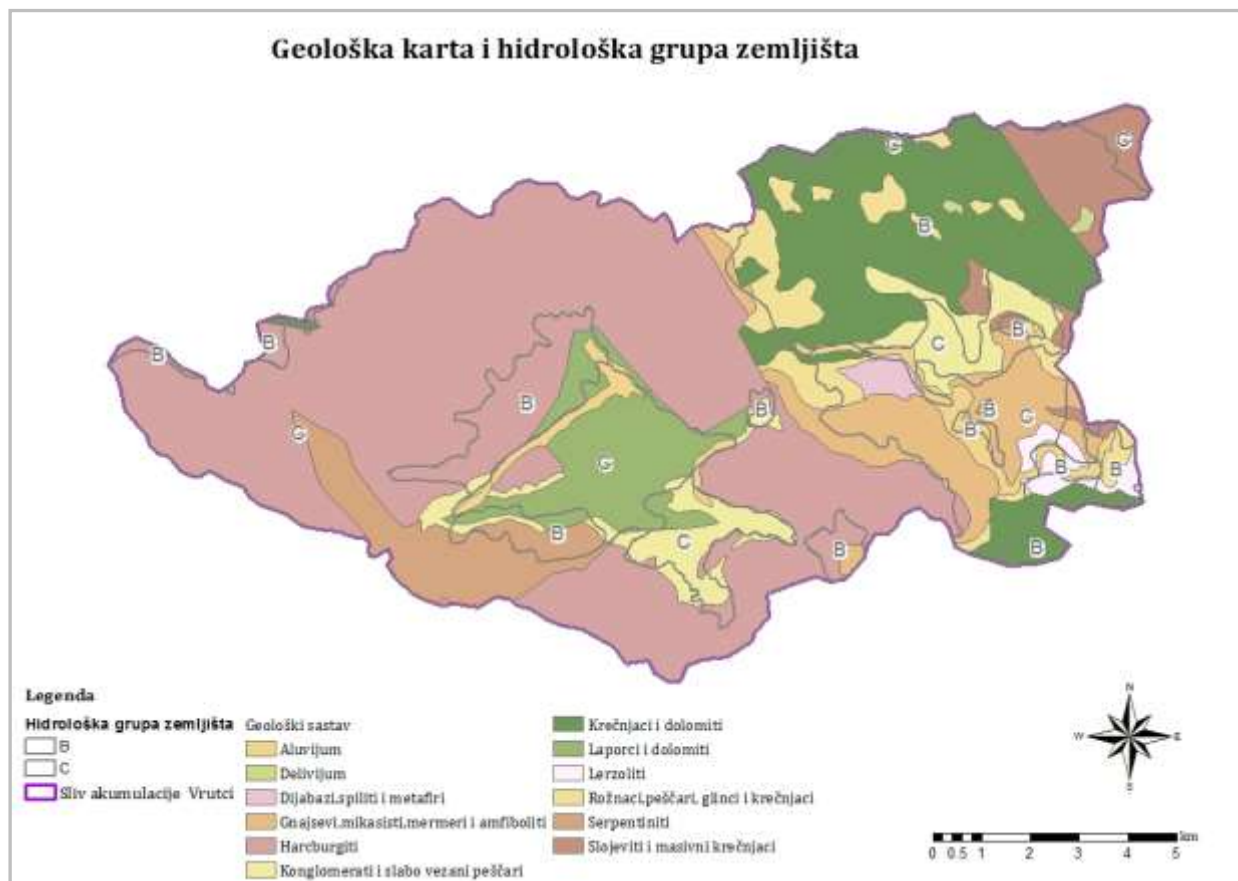 Geološka karta i hidrološka grupa zemljišta
G
G
B
B
B
B
C
B
B
C
B
B
C
G
B
B
B
C
B
B
Legenda
Hidrološka grupa zemljišta
B
C
Sliv akumulacije Vrutci
Geološki sastav
Aluvijum
Delivijum
Dijabazi,spiliti i metafiri
Gnajsevi,mikasisti,mermeri i amfiboliti
Harcburgiti
Konglomerati i slabo vezani peščari
Krečnjaci i dolomiti
Laporci i dolomiti
Lerzoliti
Rožnaci,peščari, glinci i krečnjaci
Serpentiniti
Slojeviti i masivni krečnjaci
N
W E
S
km
0 0.5 1 2 3 4 5